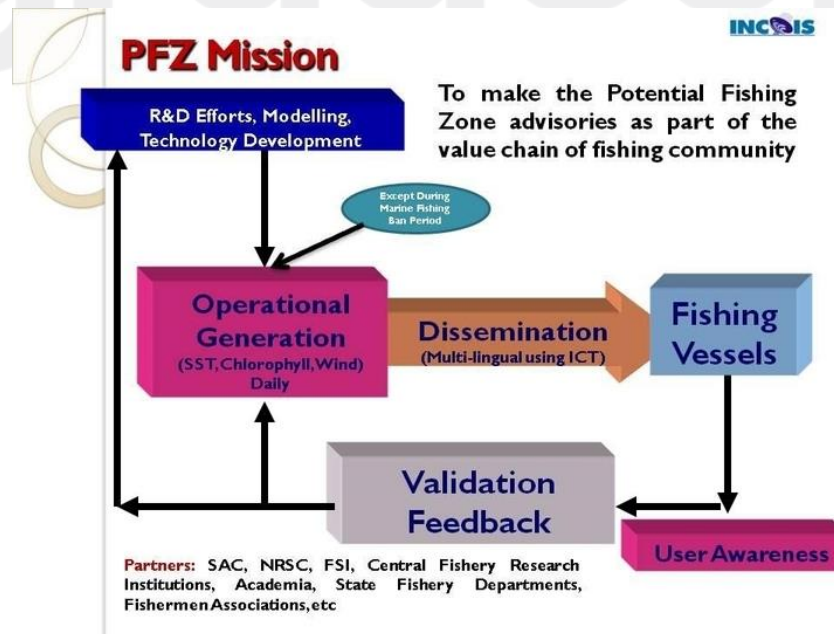 INCOIS
PFZ Mission
To make the Potential Fishing
Zone advisories as part of the
value chain of fishing community
R&D Efforts, Modelling,
Technology Development
Except During
Marine Fishing
Ban Period
Operational
Generation
(SST,Chlorophyll,Wind)
Daily
Dissemination
(Multi-lingual using ICT)
Fishing
Vessels
Validation
Feedback
User Awareness
Partners: SAC, NRSC, FSI, Central Fishery Research
Institutions, Academia, State Fishery Departments,
Fishermen Associations,etc